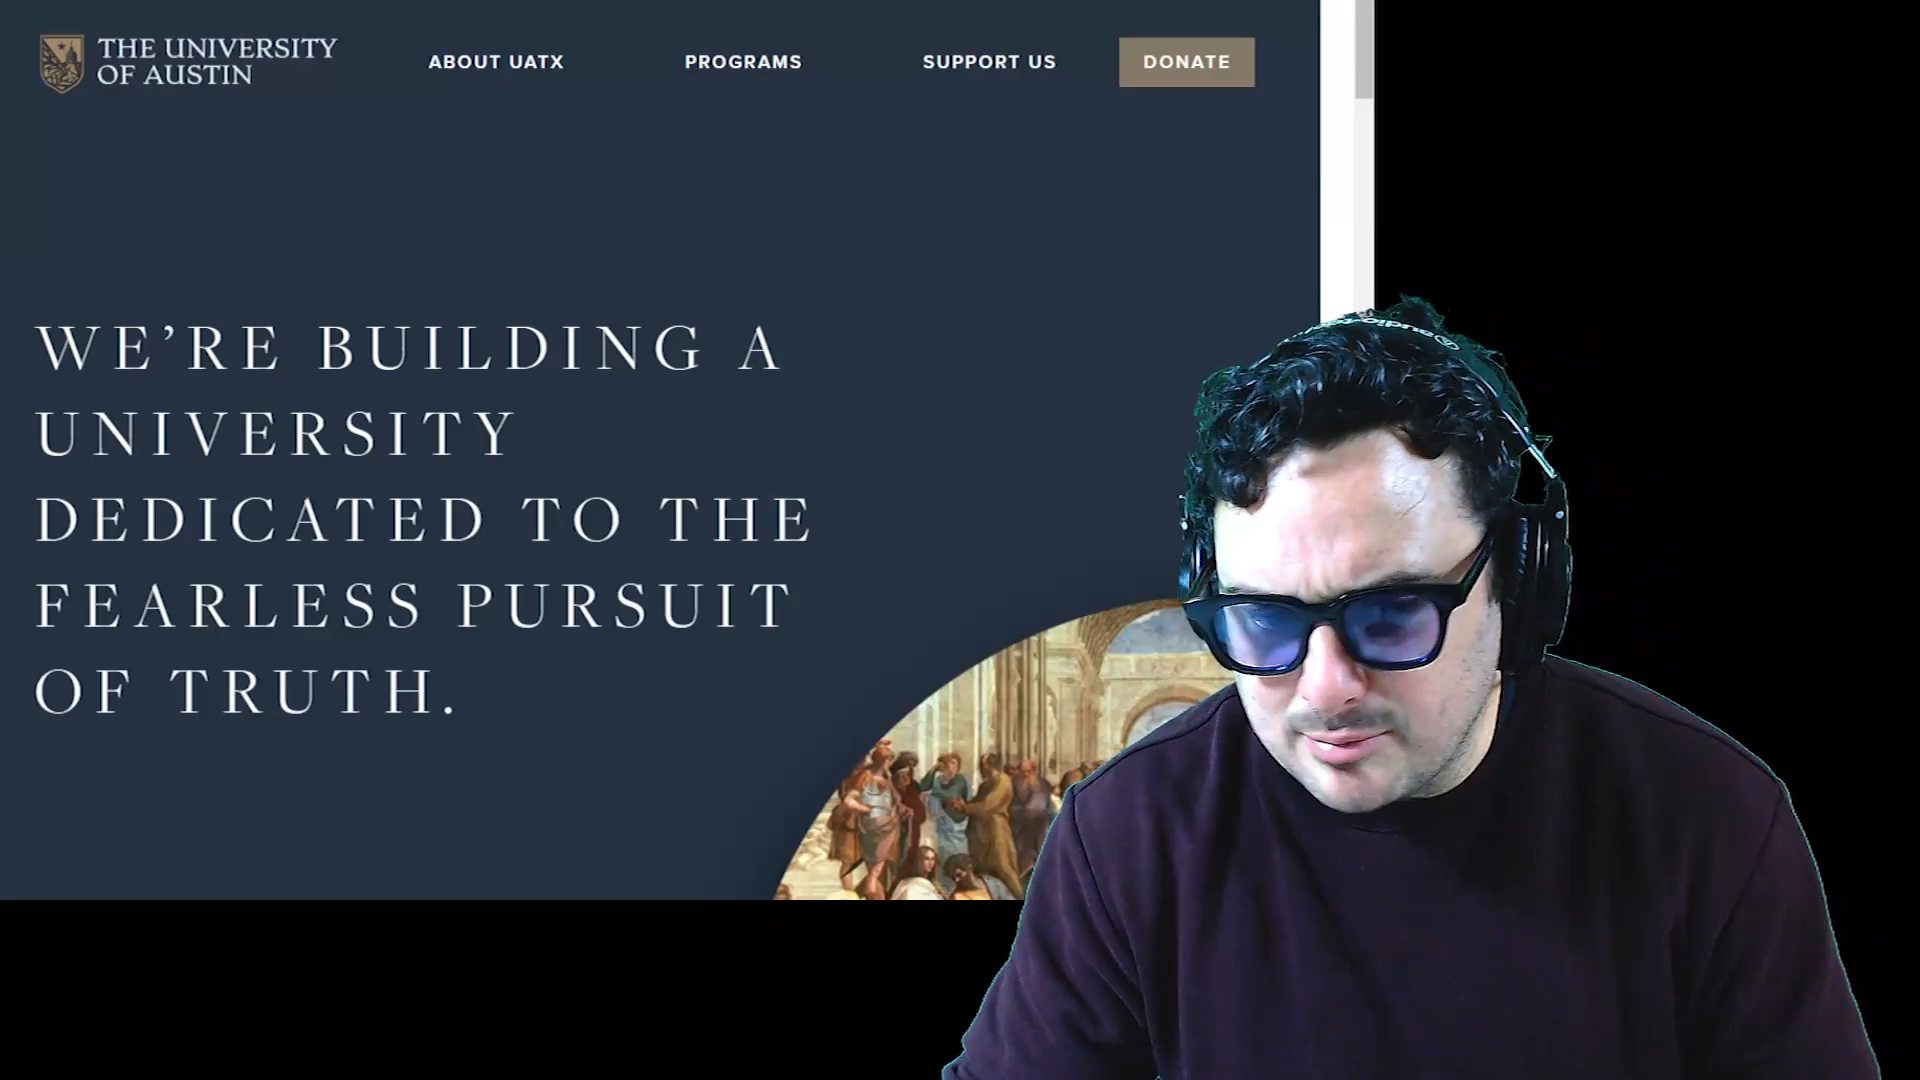 THE UNIVERSITY
OF AUSTIN
ABOUT UATX
PROGRAMS
SUPPORT US
DONATE
WE’RE BUILDING A
UNIVERSITY
DEDICATED TO THE
FEARLESS PURSUIT
OF TRUTH.